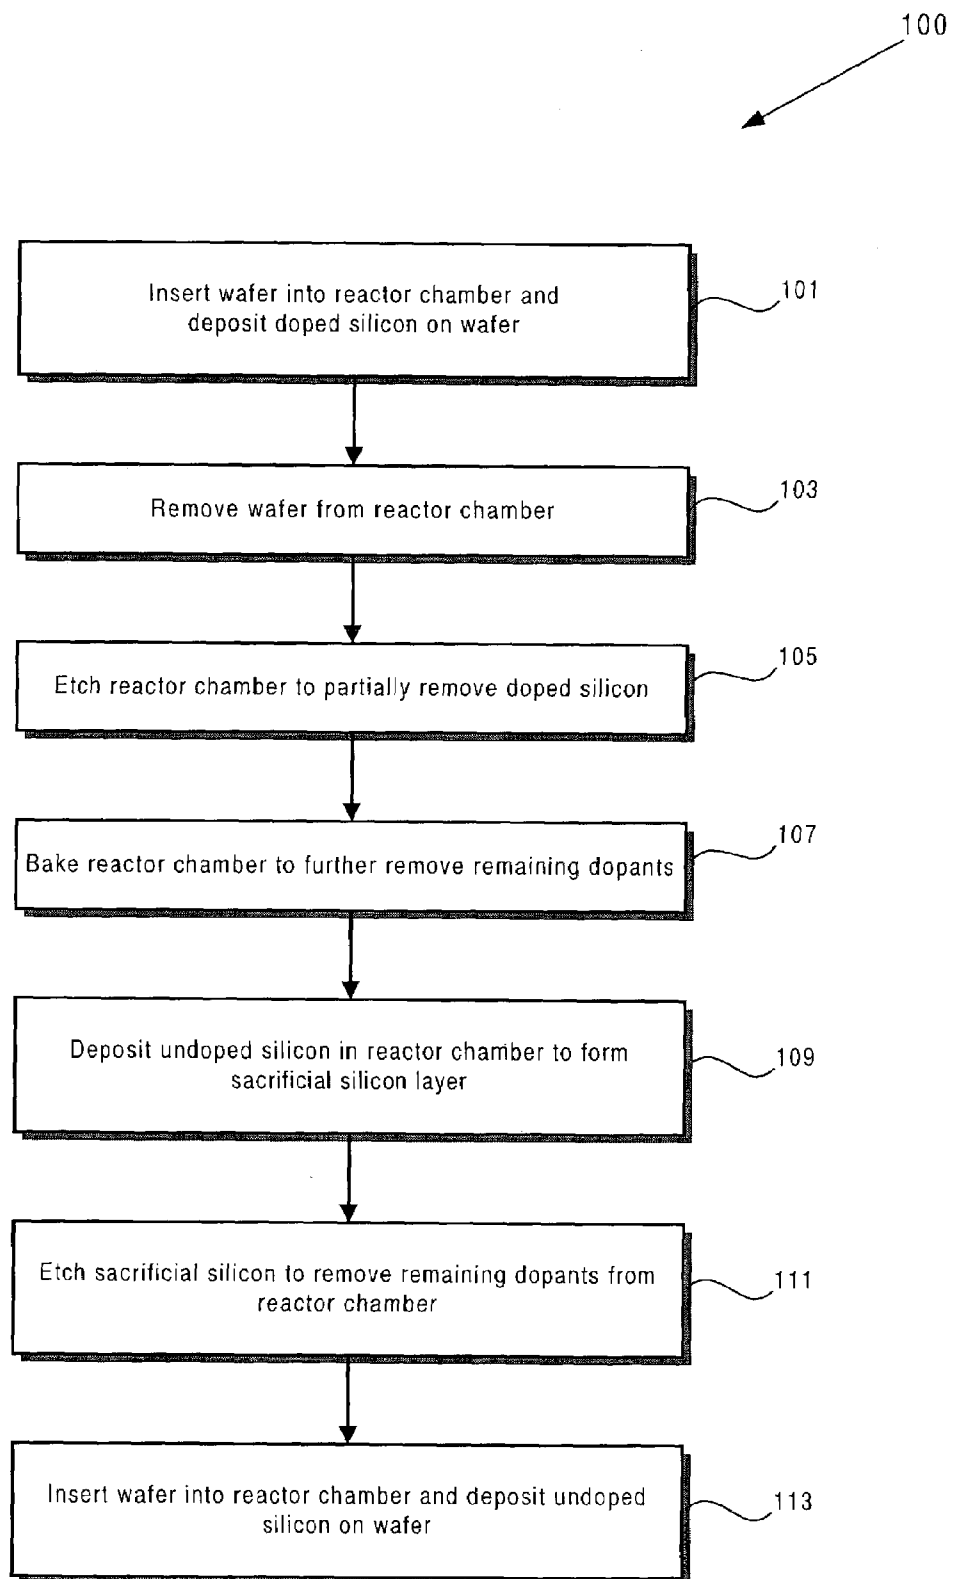 100
Insert wafer into reactor chamber and
deposit doped silicon on wafer
101
Remove wafer from reactor chamber
103
Etch reactor chamber to partially remove doped silicon
105
Bake reactor chamber to further remove remaining dopants
107
Deposit undoped silicon in reactor chamber to form
sacrificial silicon layer
109
Etch sacrificial silicon to remove remaining dopants from
reactor chamber
111
Insert wafer into reactor chamber and deposit undoped
silicon on wafer
113